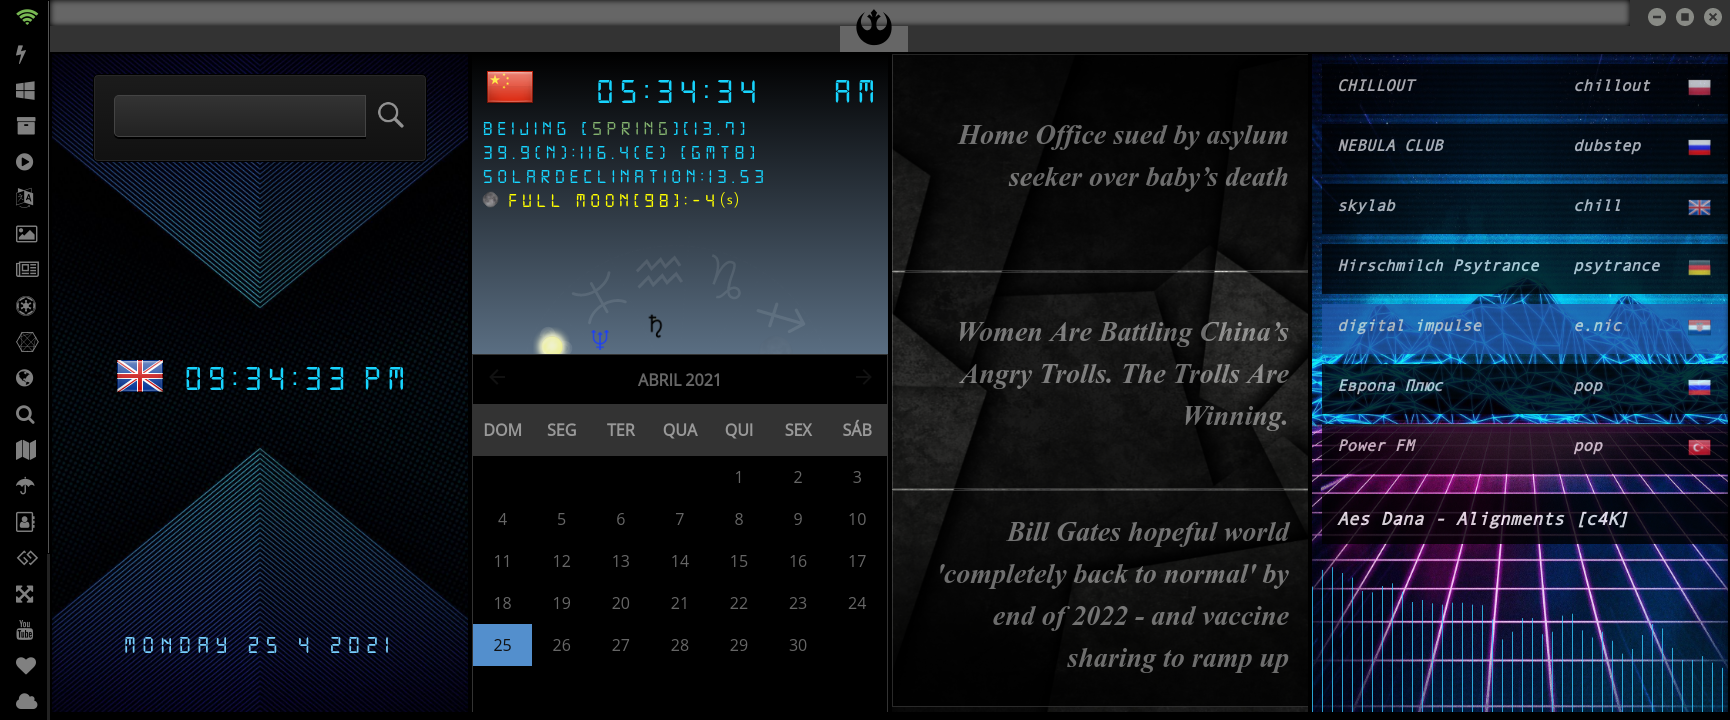 09:34:33 PM
MONDAY 25 4 2021
05:34:34 AM
BEIJING [SPRING][13.7]
39.9(N):116.4(E) [GMT8]
SOLARDECLINATION:13.53
FULL MOON[98]:-4(s)
ABRIL 2021
DOM SEG TER QUA QUI SEX SÁB
1 2 3
4 5 6 7 8 9 10
11 12 13 14 15 16 17
18 19 20 21 22 23 24
25 26 27 28 29 30
Home Office sued by asylum
seeker over baby’s death
Women Are Battling China’s
Angry Trolls. The Trolls Are
Winning.
Bill Gates hopeful world
'completely back to normal' by
end of 2022 - and vaccine
sharing to ramp up
CHILLOUT chillout
NEBULA CLUB dubstep
skylab chill
Hirschmilch Psytrance psytrance
digital impulse e.nic
Европа Плюс pop
Power FM pop
Aes Dana - Alignments [c4K]
You
Tube